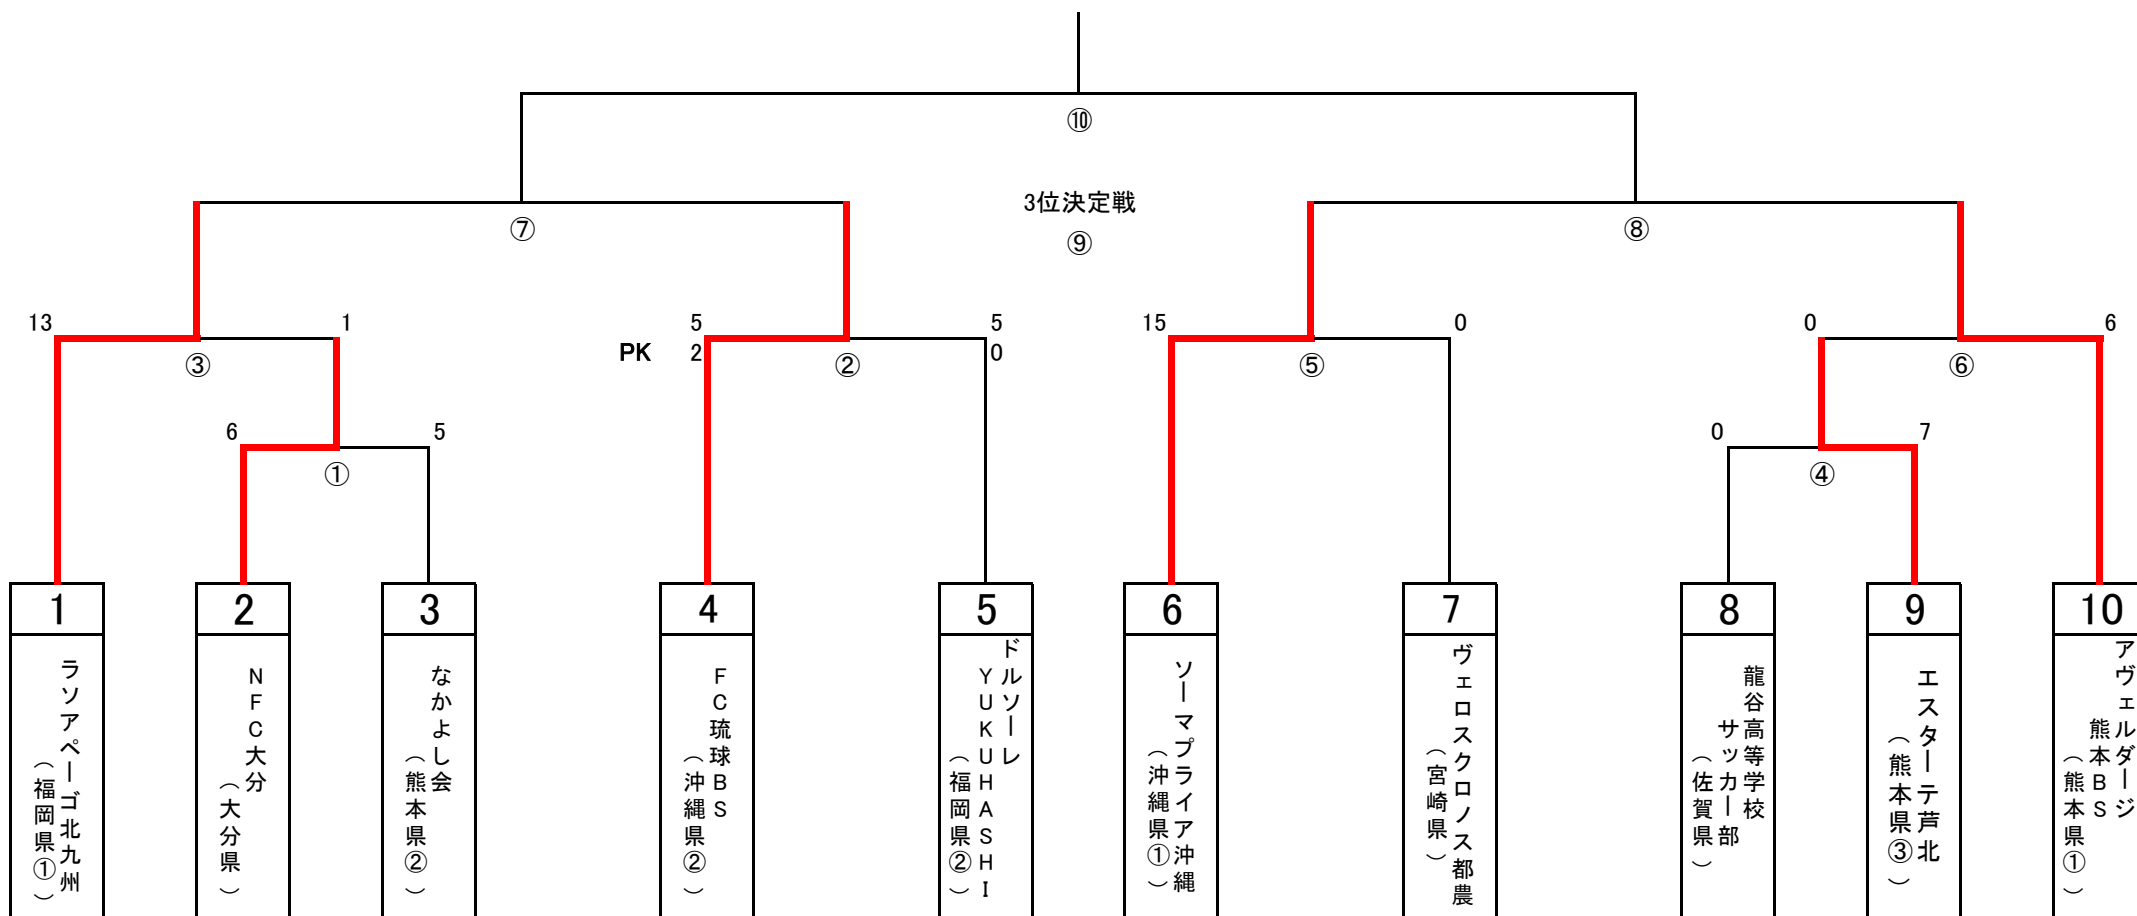 ⑩
3位決定戦
⑨
⑦
⑧
13
1
5
5
15
0
0
6
PK
2
0
③
②
⑤
⑥
6
5
0
7
①
④
1
2
3
4
5
6
7
8
9
10
ラソアペーゴ北九州
（福岡県①）
NFC大分
（大分県）
なかよし会
（熊本県②）
FC琉球BS
（沖縄県②）
ドルソーレ
YUKUHASHI
（福岡県②）
ソーマプライア沖縄
（沖縄県①）
ヴェロスクロノス都農
（宮崎県）
龍谷高等学校
サッカー部
（佐賀県）
エスターテ芦北
（熊本県③）
アヴェルダージ
熊本BS
（熊本県①）